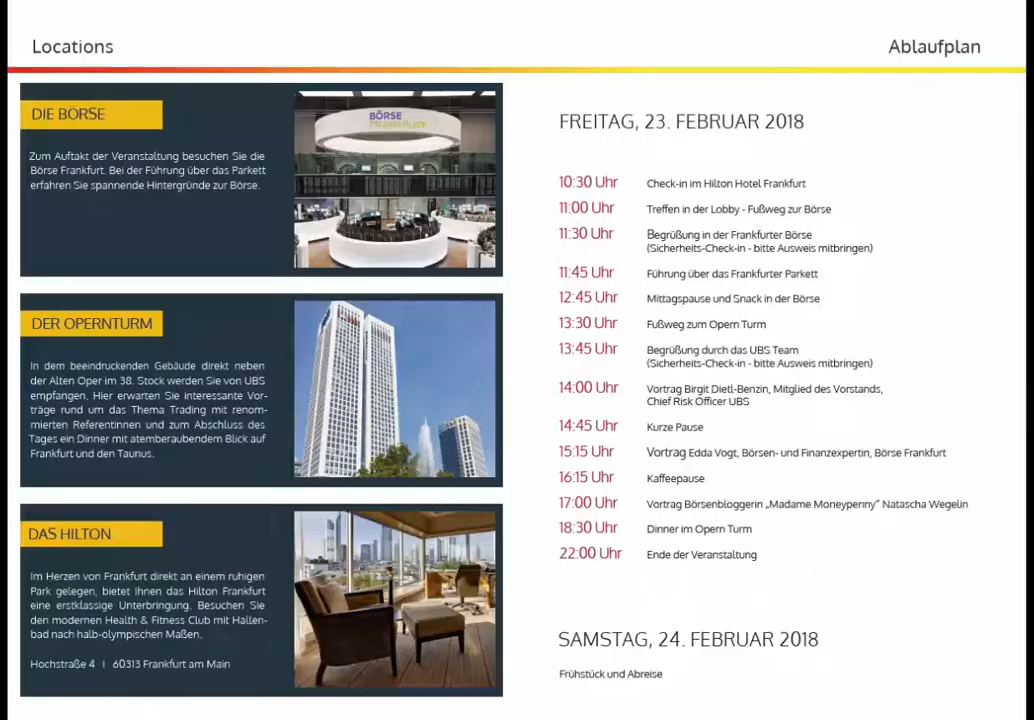 Locations
Ablaufplan
DIE BÖRSE
Zum Auftakt der Veranstaltung besuchen Sie die
Börse Frankfurt. Bei der Führung über das Parkett
erfahren Sie spannende Hintergründe zur Börse.
BÖRSE
DER OPERNTURM
In dem beeindruckenden Gebäude direkt neben
der Alten Oper im 38. Stock werden Sie von UBS
empfangen. Hier erwarten Sie interessante Vor-
träge rund um das Thema Trading mit renom-
mierten Referentinnen und zum Abschluss des
Tages ein Dinner mit atemberaubendem Blick auf
Frankfurt und den Taunus.
DAS HILTON
Im Herzen von Frankfurt direkt an einem ruhigen
Park gelegen, bietet Ihnen das Hilton Frankfurt
eine erstklassige Unterbringung. Besuchen Sie
den modernen Health & Fitness Club mit Hallen-
bad nach halb-olympischen Maßen.
Hochstraße 4 | 60313 Frankfurt am Main
FREITAG, 23. FEBRUAR 2018
10:30 Uhr Check-in im Hilton Hotel Frankfurt
11:00 Uhr Treffen in der Lobby - Fußweg zur Börse
11:30 Uhr Begrüßung in der Frankfurter Börse
(Sicherheits-Check-in - bitte Ausweis mitbringen)
11:45 Uhr Führung über das Frankfurter Parkett
12:45 Uhr Mittagspause und Snack in der Börse
13:30 Uhr Fußweg zum Opern Turm
13:45 Uhr Begrüßung durch das UBS Team
(Sicherheits-Check-in - bitte Ausweis mitbringen)
14:00 Uhr Vortrag Birgit Dietl-Benzin, Mitglied des Vorstands,
Chief Risk Officer UBS
14:45 Uhr Kurze Pause
15:15 Uhr Vortrag Edda Vogt, Börsen- und Finanzexpertin, Börse Frankfurt
16:15 Uhr Kaffeepause
17:00 Uhr Vortrag Börsenbloggerin „Madame Moneypenny" Natascha Wegelin
18:30 Uhr Dinner im Opern Turm
22:00 Uhr Ende der Veranstaltung
SAMSTAG, 24. FEBRUAR 2018
Frühstück und Abreise